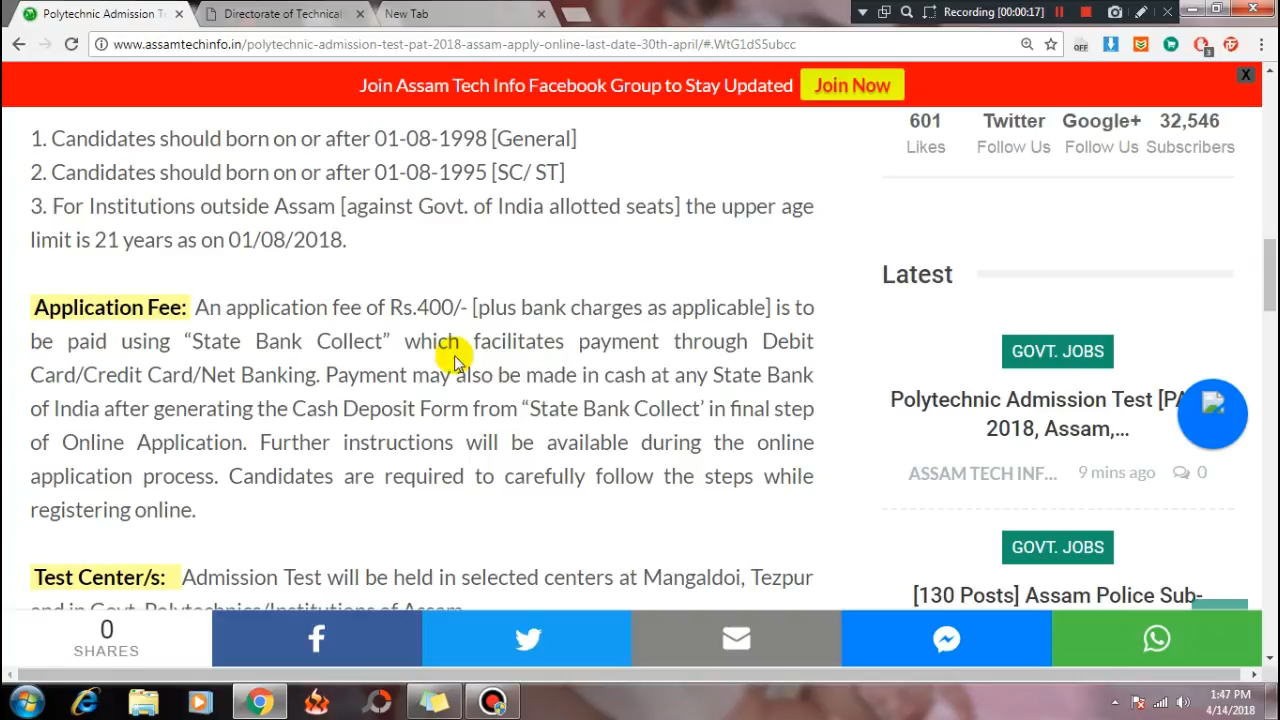 Polytechnic Admission T
Directorate of Technical
New Tab
Recording [00:00:17]
www.assamtechinfo.in/polytechnic-admission-test-pat-2018-assam-apply-online-last-date-30th-april/#.WtG1dS5ubcc
OFF
3
Join Assam Tech Info Facebook Group to Stay Updated Join Now
X
1. Candidates should born on or after 01-08-1998 [General]
2. Candidates should born on or after 01-08-1995 [SC/ ST]
3. For Institutions outside Assam [against Govt. of India allotted seats] the upper age
limit is 21 years as on 01/08/2018.
Application Fee: An application fee of Rs.400/- [plus bank charges as applicable] is to
be paid using “State Bank Collect” which facilitates payment through Debit
Card/Credit Card/Net Banking. Payment may also be made in cash at any State Bank
of India after generating the Cash Deposit Form from “State Bank Collect’ in final step
of Online Application. Further instructions will be available during the online
application process. Candidates are required to carefully follow the steps while
registering online.
Test Center/s: Admission Test will be held in selected centers at Mangaldoi, Tezpur
and in Govt. Polytechnics/Institutions of Assam
601 Twitter Google+ 32,546
Likes Follow Us Follow Us Subscribers
Latest
GOVT. JOBS
Polytechnic Admission Test [PA
2018, Assam,...
ASSAM TECH INF... 9 mins ago 0
GOVT. JOBS
[130 Posts] Assam Police Sub-
0
SHARES
1:47 PM
4/14/2018